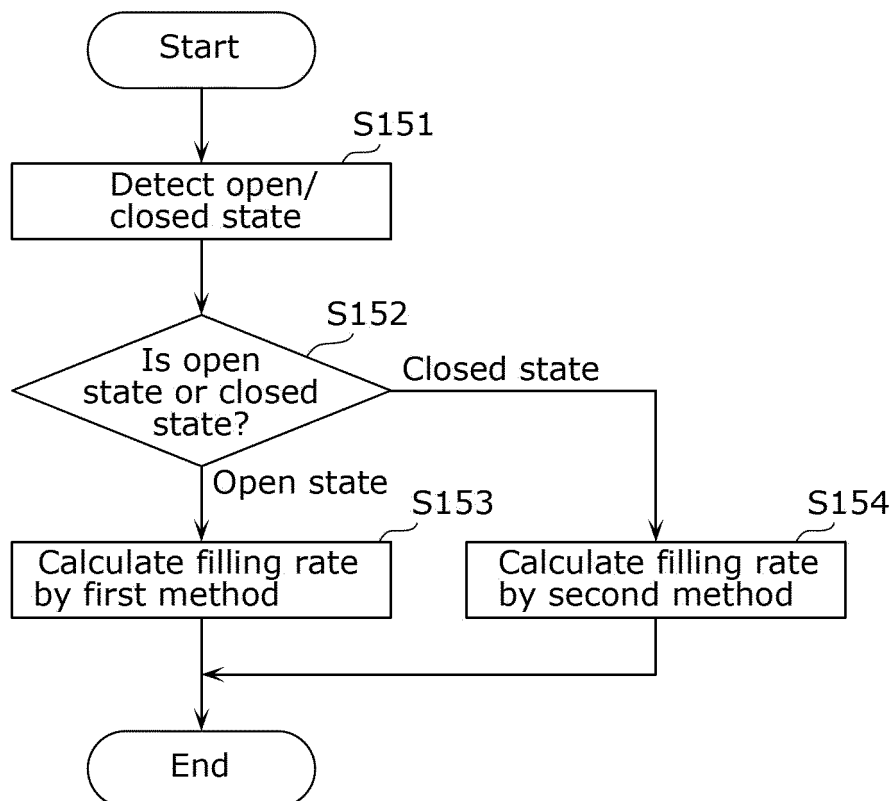 Start
S151
Detect open/
closed state
S152
Is open
state or closed
state?
Closed state
Open state
S153
Calculate filling rate
by first method
S154
Calculate filling rate
by second method
End